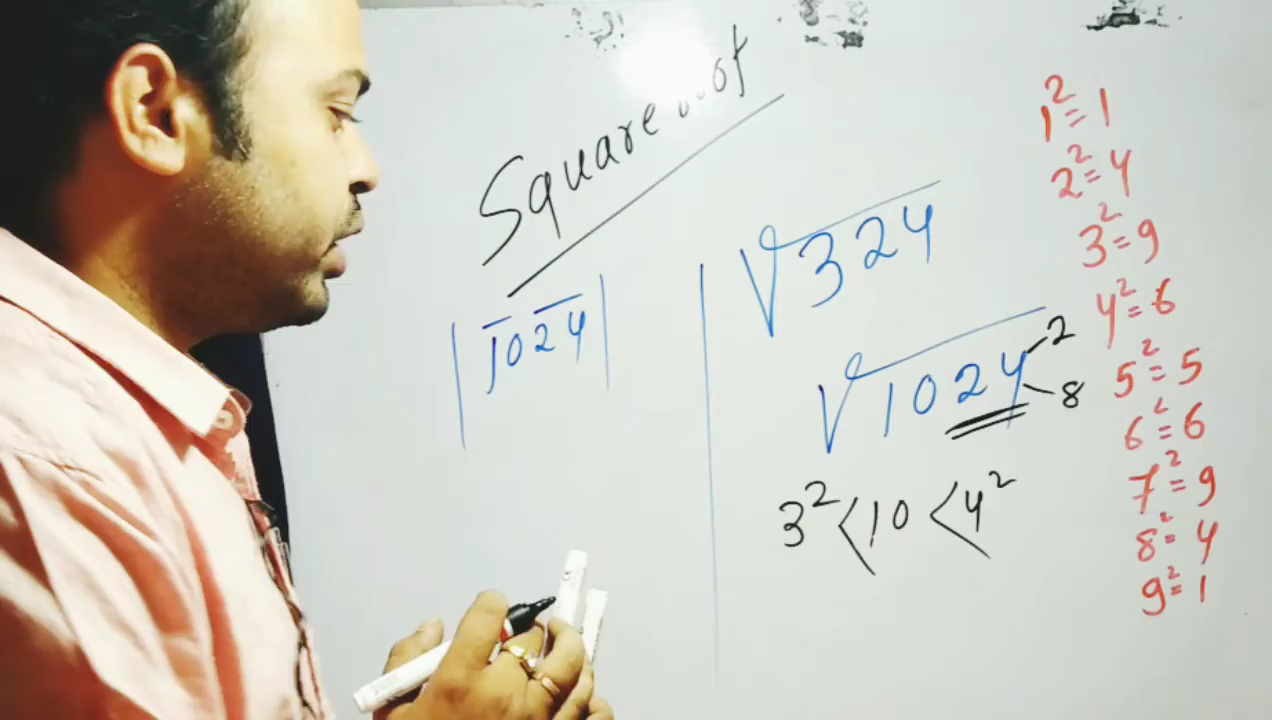 Square root
1024
√324
√1024
2
8
3² < 10 < 4²
1² = 1
2² = 4
3² = 9
4² = 6
5² = 5
6² = 6
7² = 9
8² = 4
9² = 1